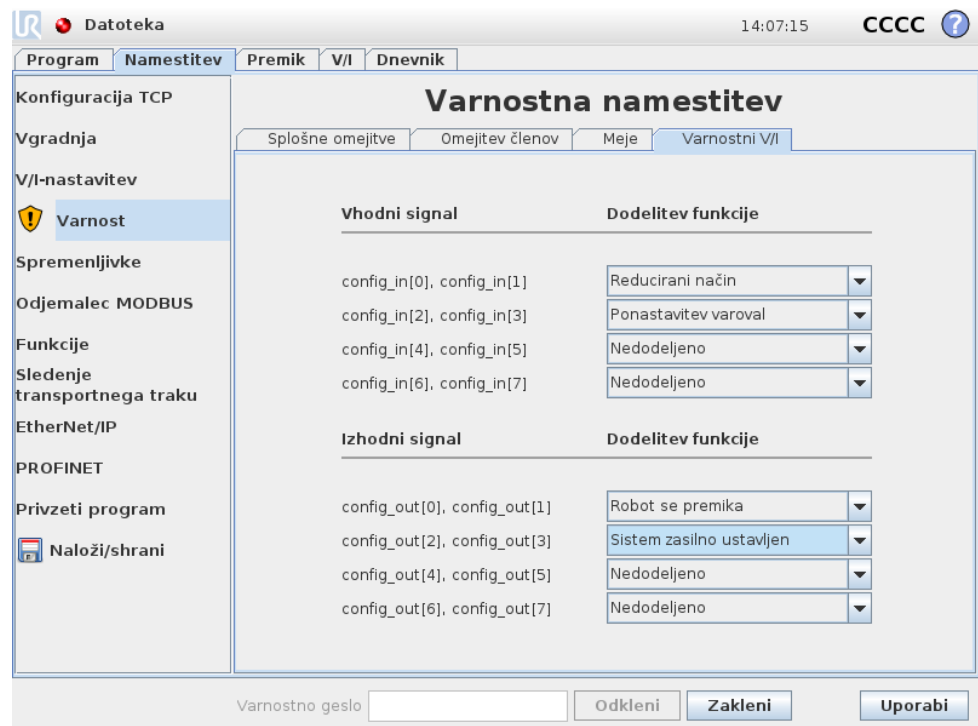 UR Datoteka 14:07:15 CCCC ?
Program Namestitev Premik V/I Dnevnik
Konfiguracija TCP
Vgradnja
V/I-nastavitev
Varnost
Spremenljivke
Odjemalec MODBUS
Funkcije
Sledenje
transportnega traku
EtherNet/IP
PROFINET
Privzeti program
Naloži/shrani
Varnostna namestitev
Splošne omejitve Omejitev členov Meje Varnostni V/I
Vhodni signal Dodelitev funkcije
config_in[0], config_in[1] Reducirani način
config_in[2], config_in[3] Ponastavitev varoval
config_in[4], config_in[5] Nedodeljeno
config_in[6], config_in[7] Nedodeljeno
Izhodni signal Dodelitev funkcije
config_out[0], config_out[1] Robot se premika
config_out[2], config_out[3] Sistem zasilno ustavljen
config_out[4], config_out[5] Nedodeljeno
config_out[6], config_out[7] Nedodeljeno
Varnostno geslo Odkleni Zakleni Uporabi